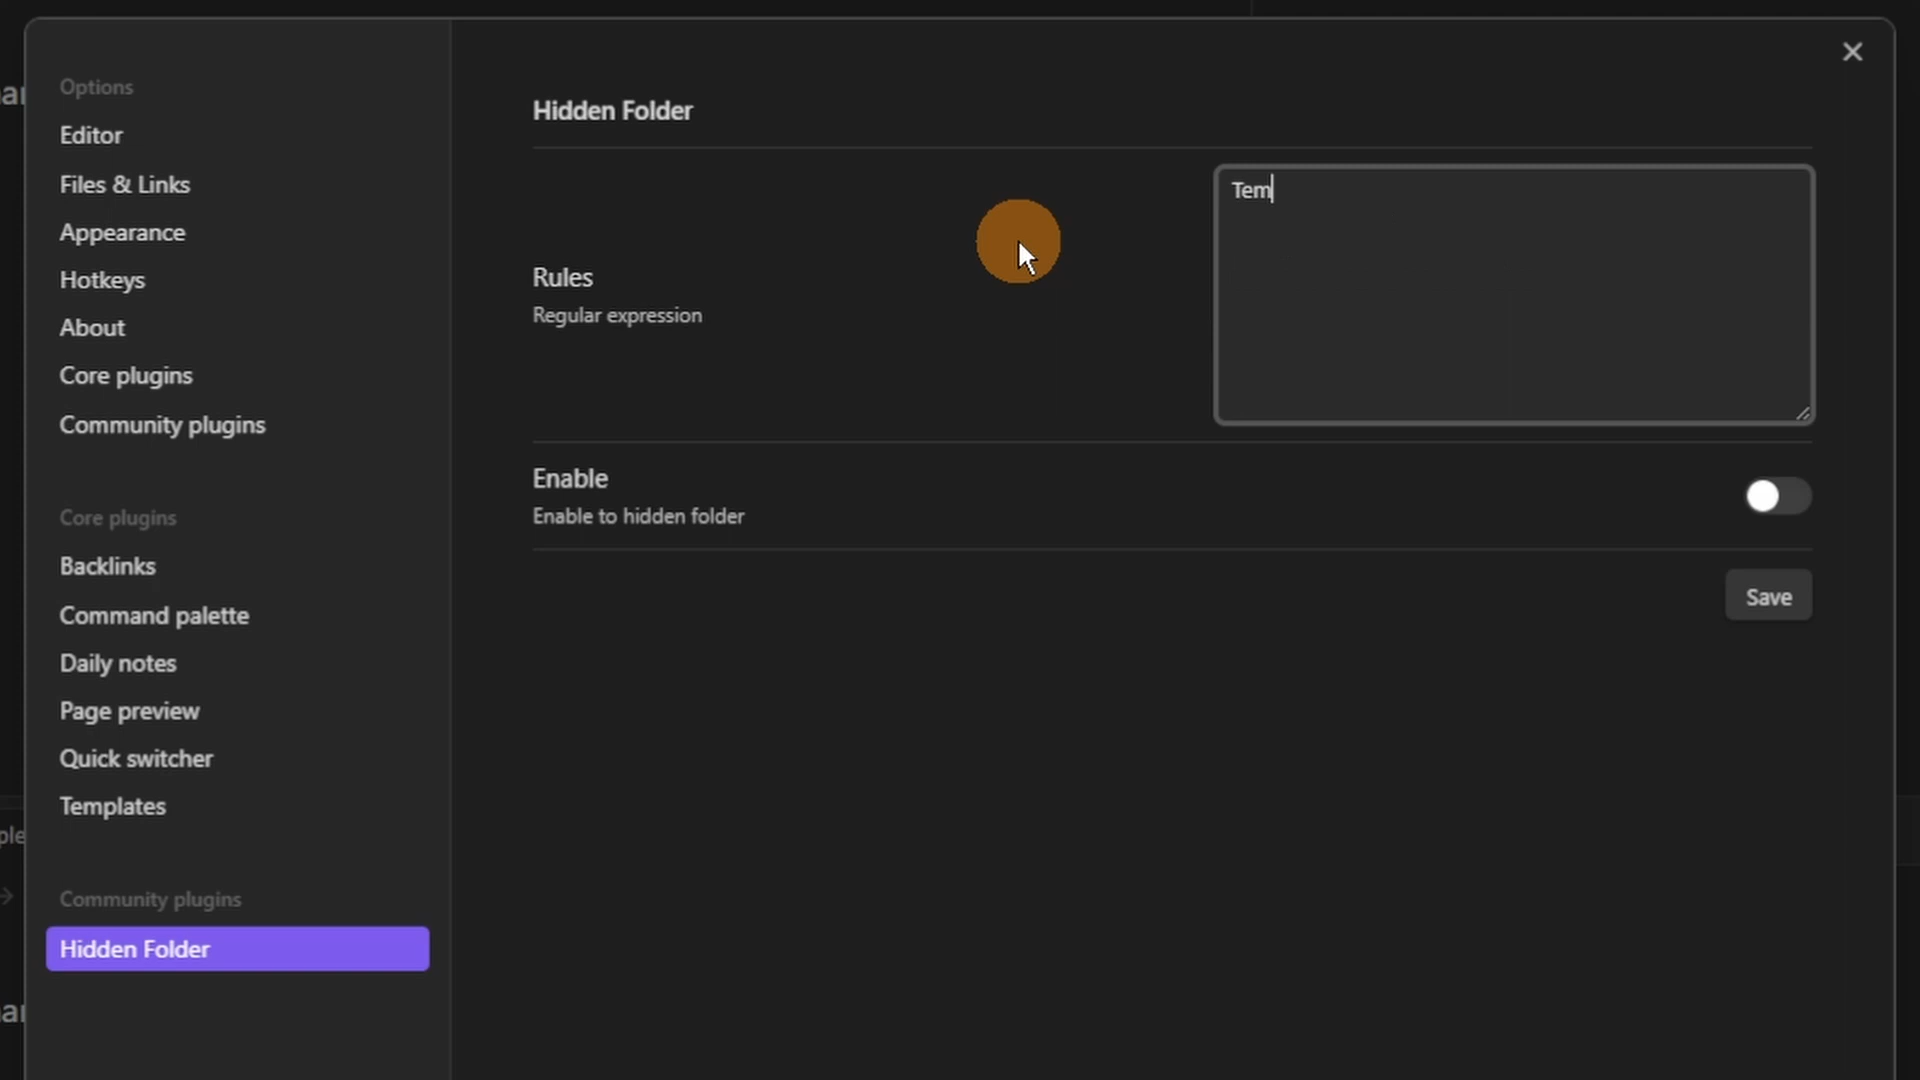 Options
Editor
Files & Links
Appearance
Hotkeys
About
Core plugins
Community plugins
Core plugins
Backlinks
Command palette
Daily notes
Page preview
Quick switcher
Templates
Community plugins
Hidden Folder
Hidden Folder
Rules
Regular expression
Tem
Enable
Enable to hidden folder
Save